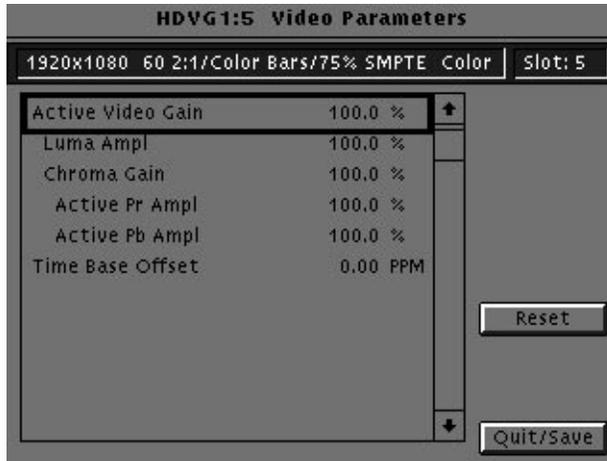 HDVG1:5 Video Parameters
1920x1080 60 2:1/Color Bars/75% SMPTE Color Slot: 5
Active Video Gain 100.0 %
Luma Ampl 100.0 %
Chroma Gain 100.0 %
Active Pr Ampl 100.0 %
Active Pb Ampl 100.0 %
Time Base Offset 0.00 PPM
Reset
Quit/Save